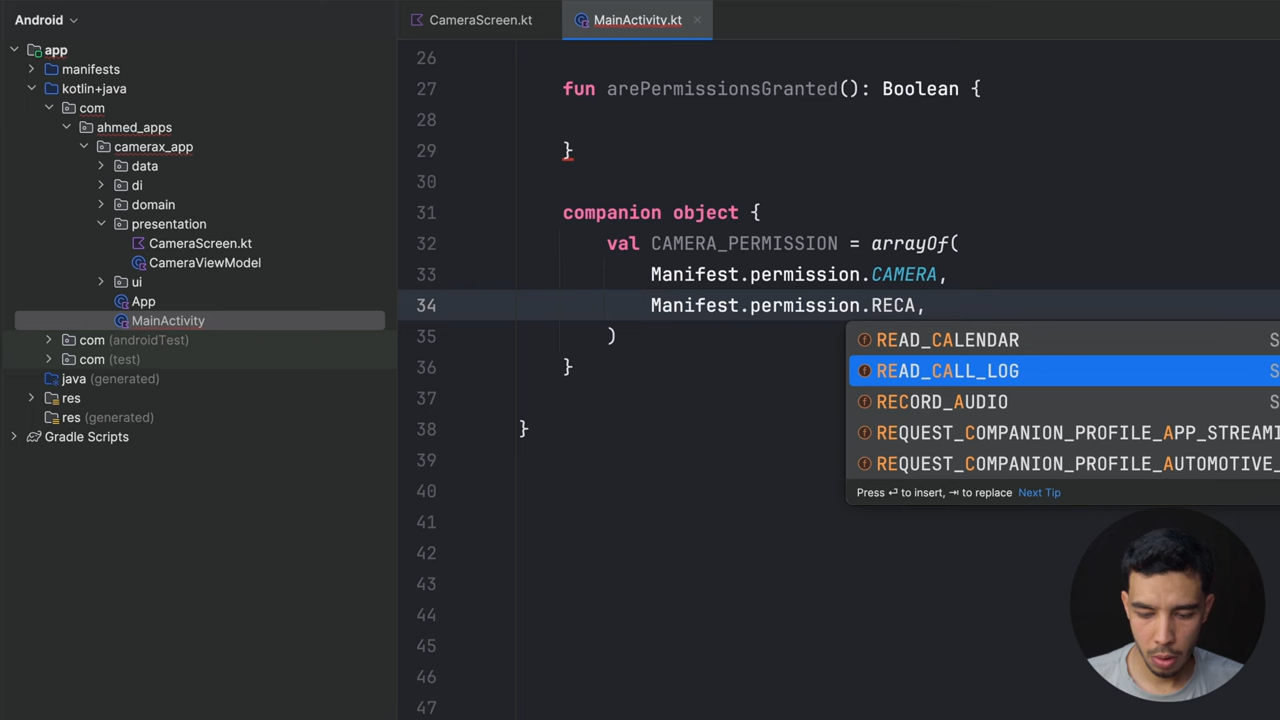 Android
app
manifests
kotlin+java
com
ahmed_apps
camerax_app
data
di
domain
presentation
CameraScreen.kt
CameraViewModel
ui
App
MainActivity
com (androidTest)
com (test)
java (generated)
res
res (generated)
Gradle Scripts
CameraScreen.kt
MainActivity.kt
26
27 fun arePermissionsGranted(): Boolean {
28
29 }
30
31 companion object {
32 val CAMERA_PERMISSION = arrayOf(
33 Manifest.permission.CAMERA,
34 Manifest.permission.RECA,
35 )
36 }
37
38 }
39
40
41
42
43
44
45
46
47
READ_CALENDAR S
READ_CALL_LOG S
RECORD_AUDIO S
REQUEST_COMPANION_PROFILE_APP_STREAMI
REQUEST_COMPANION_PROFILE_AUTOMOTIVE_
Press ⏎ to insert, ⇥ to replace Next Tip